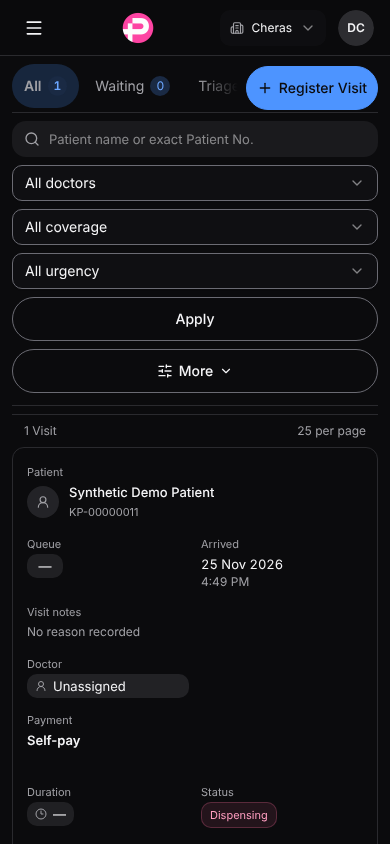 Cheras
DC
All 1
Waiting 0
Triage
+ Register Visit
Patient name or exact Patient No.
All doctors
All coverage
All urgency
Apply
More
1 Visit
25 per page
Patient
Synthetic Demo Patient
KP-00000011
Queue
—
Arrived
25 Nov 2026
4:49 PM
Visit notes
No reason recorded
Doctor
Unassigned
Payment
Self-pay
Duration
—
Status
Dispensing